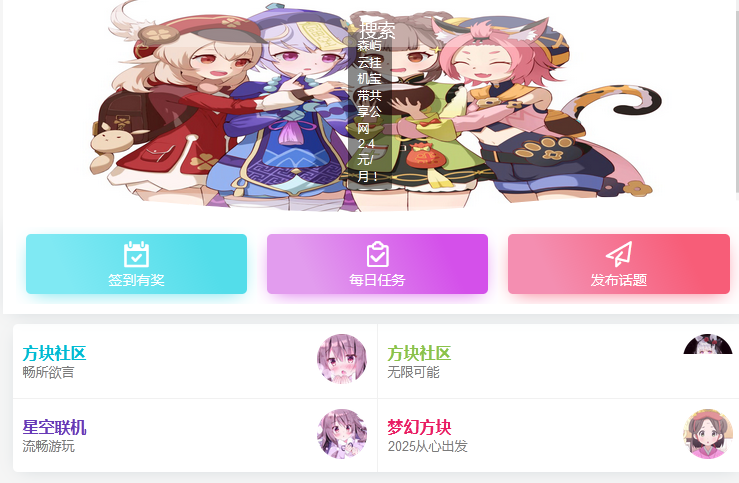 搜索
森屿
云挂
机宝
带共
享公
网
2.4
元/
月！
签到有奖
每日任务
发布话题
方块社区
畅所欲言
方块社区
无限可能
星空联机
流畅游玩
梦幻方块
2025从心出发